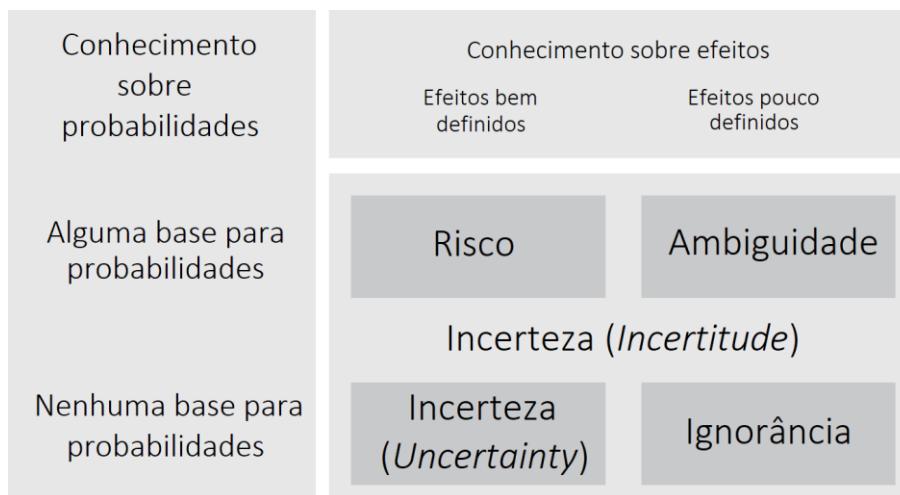 Conhecimento
sobre
probabilidades
Conhecimento sobre efeitos
Efeitos bem
definidos
Efeitos pouco
definidos
Alguma base para
probabilidades
Risco
Ambiguidade
Incerteza (Incertitude)
Nenhuma base para
probabilidades
Incerteza
(Uncertainty)
Ignorância